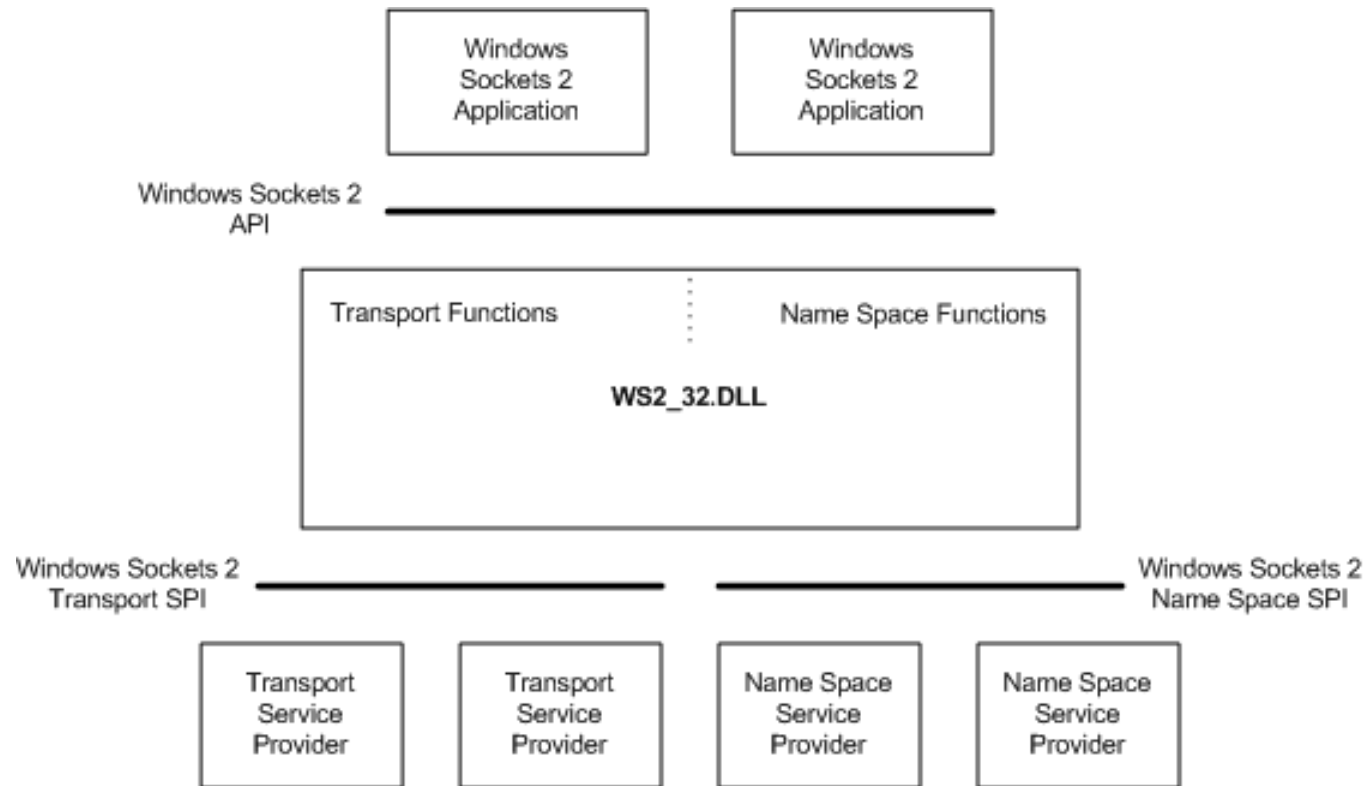 Windows
Sockets 2
Application
Windows
Sockets 2
Application
Windows Sockets 2
API
Transport Functions
Name Space Functions
WS2_32.DLL
Windows Sockets 2
Transport SPI
Windows Sockets 2
Name Space SPI
Transport
Service
Provider
Transport
Service
Provider
Name Space
Service
Provider
Name Space
Service
Provider